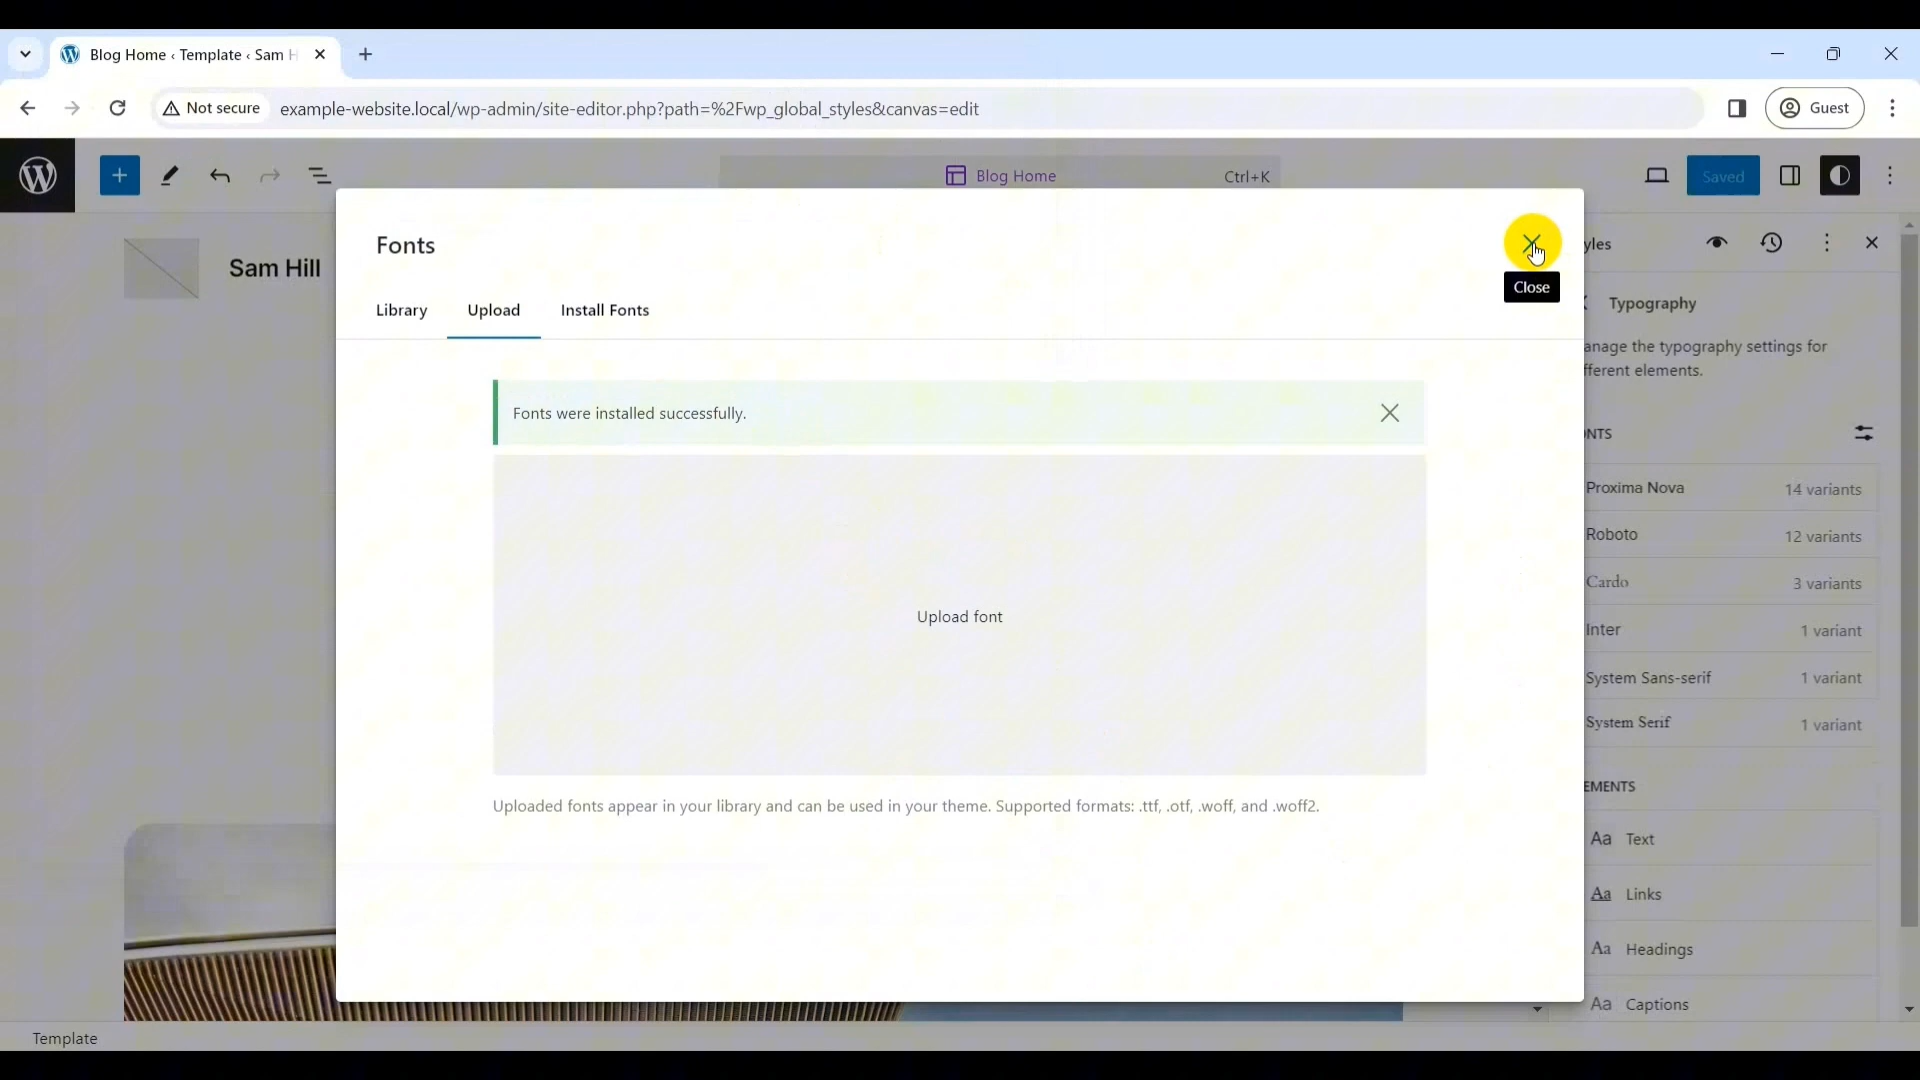 Blog Home ‹ Template ‹ Sam H
Not secure
example-website.local/wp-admin/site-editor.php?path=%2Fwp_global_styles&canvas=edit
Guest
Blog Home
Ctrl+K
Saved
Sam Hill
Fonts
Close
Library
Upload
Install Fonts
Fonts were installed successfully.
Upload font
Uploaded fonts appear in your library and can be used in your theme. Supported formats: .ttf, .otf, .woff, and .woff2.
yles
Typography
anage the typography settings for
fferent elements.
NTS
Proxima Nova
14 variants
Roboto
12 variants
Cardo
3 variants
Inter
1 variant
System Sans-serif
1 variant
System Serif
1 variant
EMENTS
Aa Text
Aa Links
Aa Headings
Aa Captions
Template